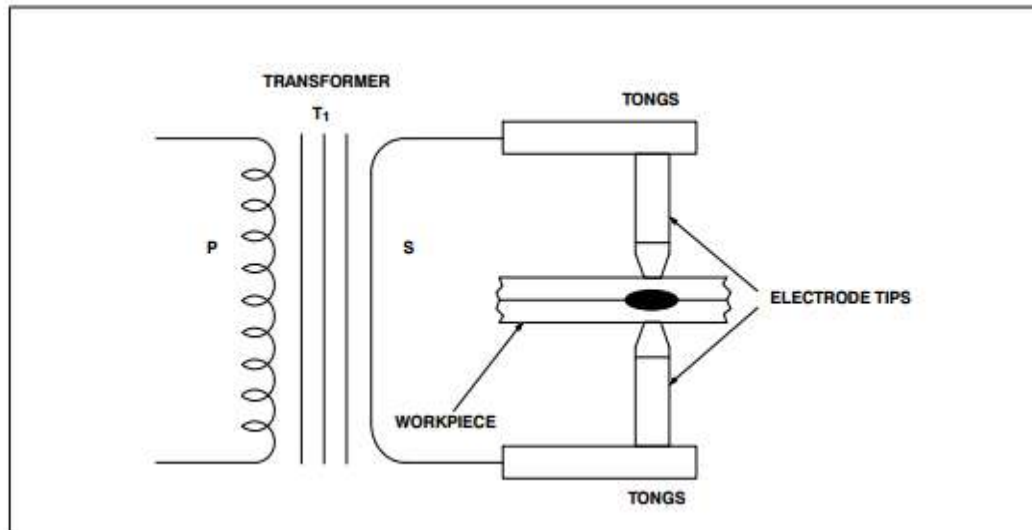 TRANSFORMER
T1
TONGS
P
S
ELECTRODE TIPS
WORKPIECE
TONGS